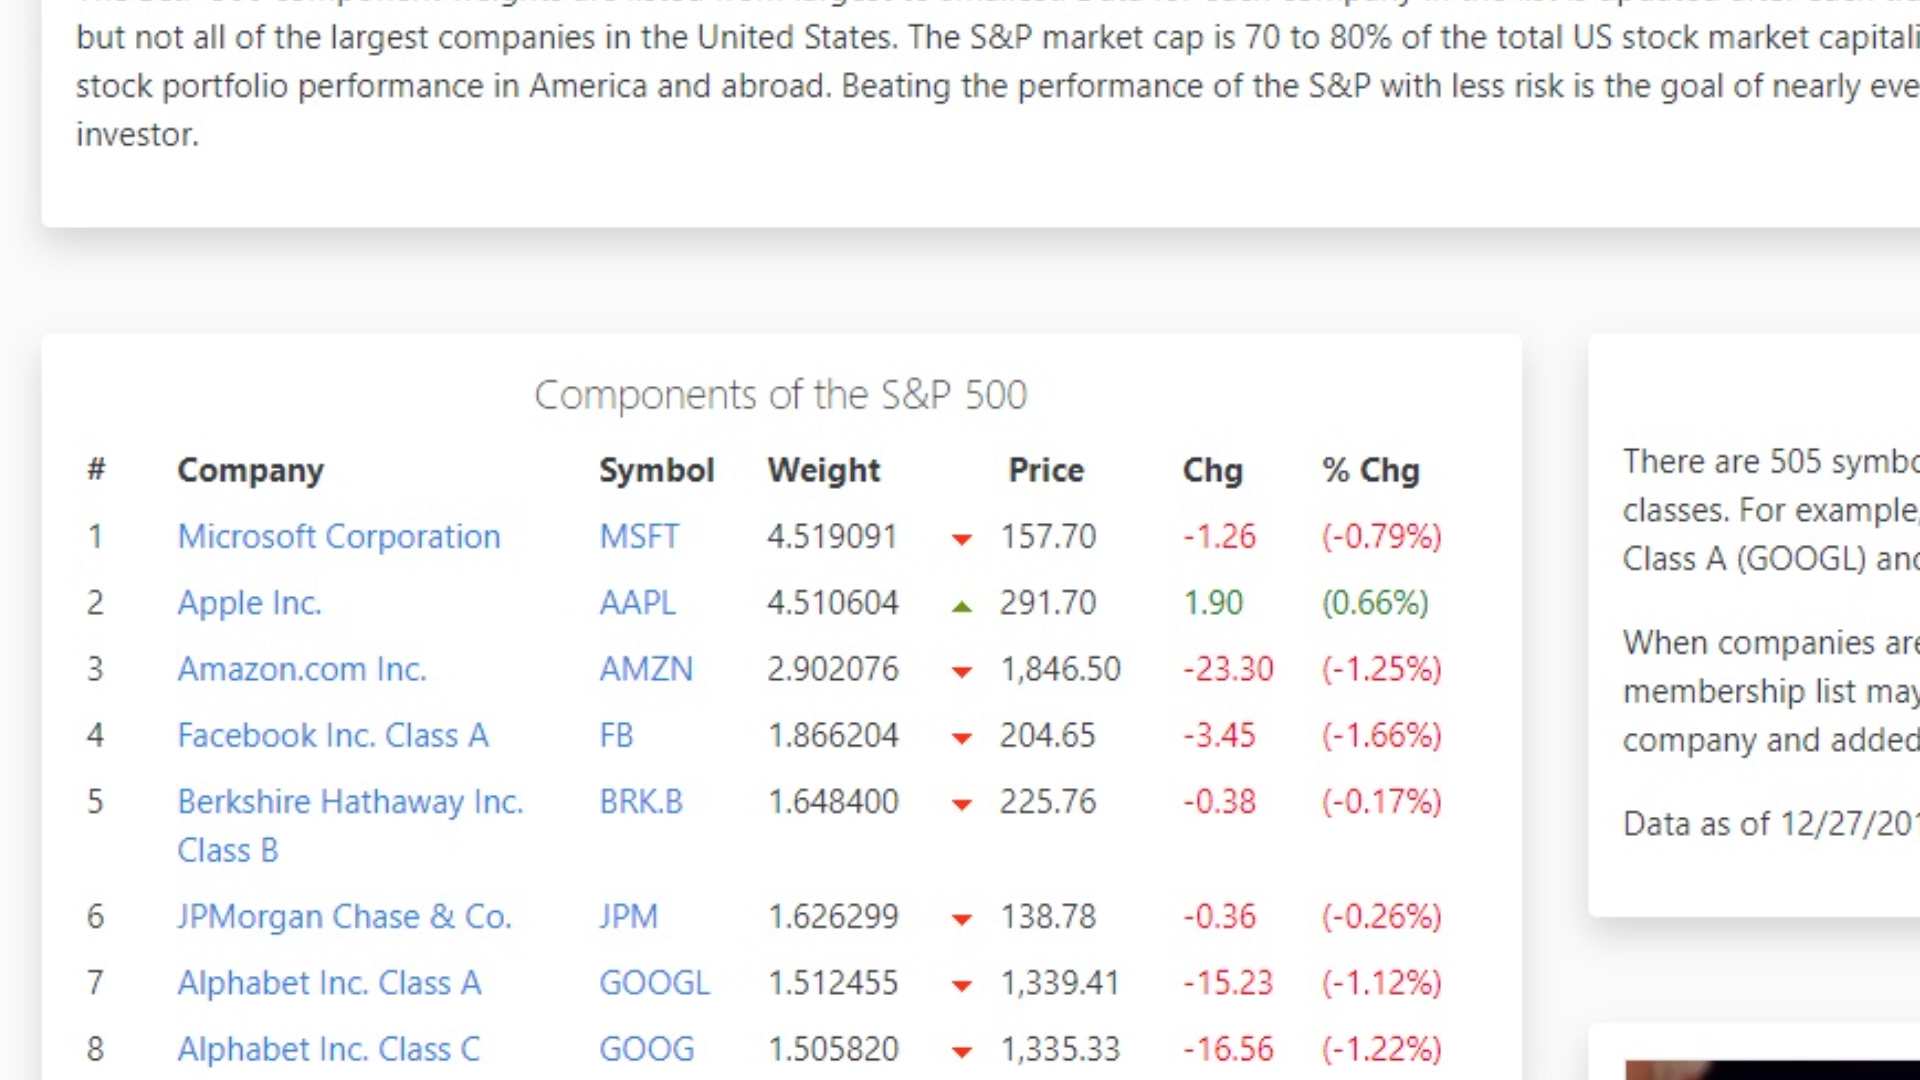 but not all of the largest companies in the United States. The S&P market cap is 70 to 80% of the total US stock market
stock portfolio performance in America and abroad. Beating the performance of the S&P with less risk is the goal of nearly
investor.
Components of the S&P 500
# Company Symbol Weight Price Chg % Chg
1 Microsoft Corporation MSFT 4.519091 157.70 -1.26 (-0.79%)
2 Apple Inc. AAPL 4.510604 291.70 1.90 (0.66%)
3 Amazon.com Inc. AMZN 2.902076 1,846.50 -23.30 (-1.25%)
4 Facebook Inc. Class A FB 1.866204 204.65 -3.45 (-1.66%)
5 Berkshire Hathaway Inc. BRK.B 1.648400 225.76 -0.38 (-0.17%)
Class B
6 JPMorgan Chase & Co. JPM 1.626299 138.78 -0.36 (-0.26%)
7 Alphabet Inc. Class A GOOGL 1.512455 1,339.41 -15.23 (-1.12%)
8 Alphabet Inc. Class C GOOG 1.505820 1,335.33 -16.56 (-1.22%)
There are 505
classes. For example,
Class A (GOOGL) and
When companies are
membership list may
company and added
Data as of 12/27/201